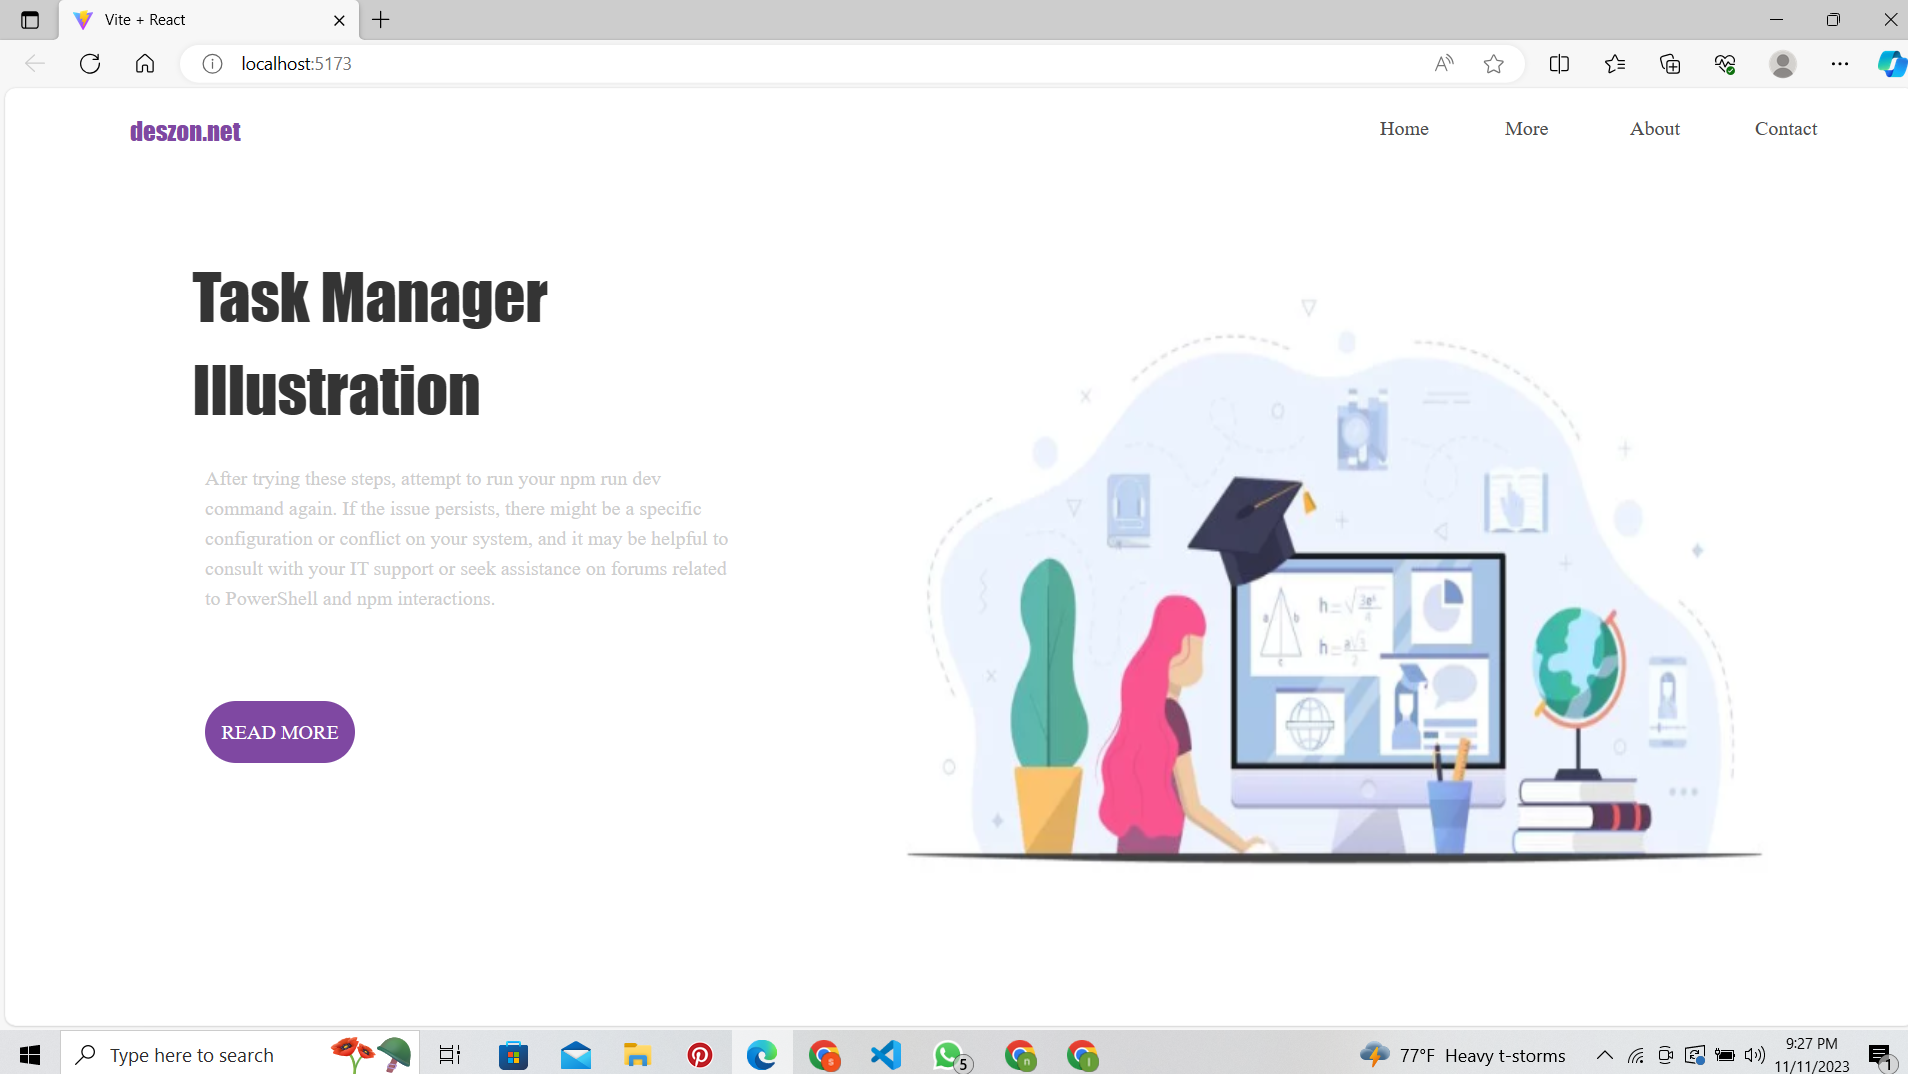 Vite + React
localhost:5173
deszon.net
Home
More
About
Contact
Task Manager
Illustration
After trying these steps, attempt to run your npm run dev
command again. If the issue persists, there might be a specific
configuration or conflict on your system, and it may be helpful to
consult with your IT support or seek assistance on forums related
to PowerShell and npm interactions.
READ MORE
a
b
c
Type here to search
s
5
n
i
77°F Heavy t-storms
9:27 PM
11/11/2023
1